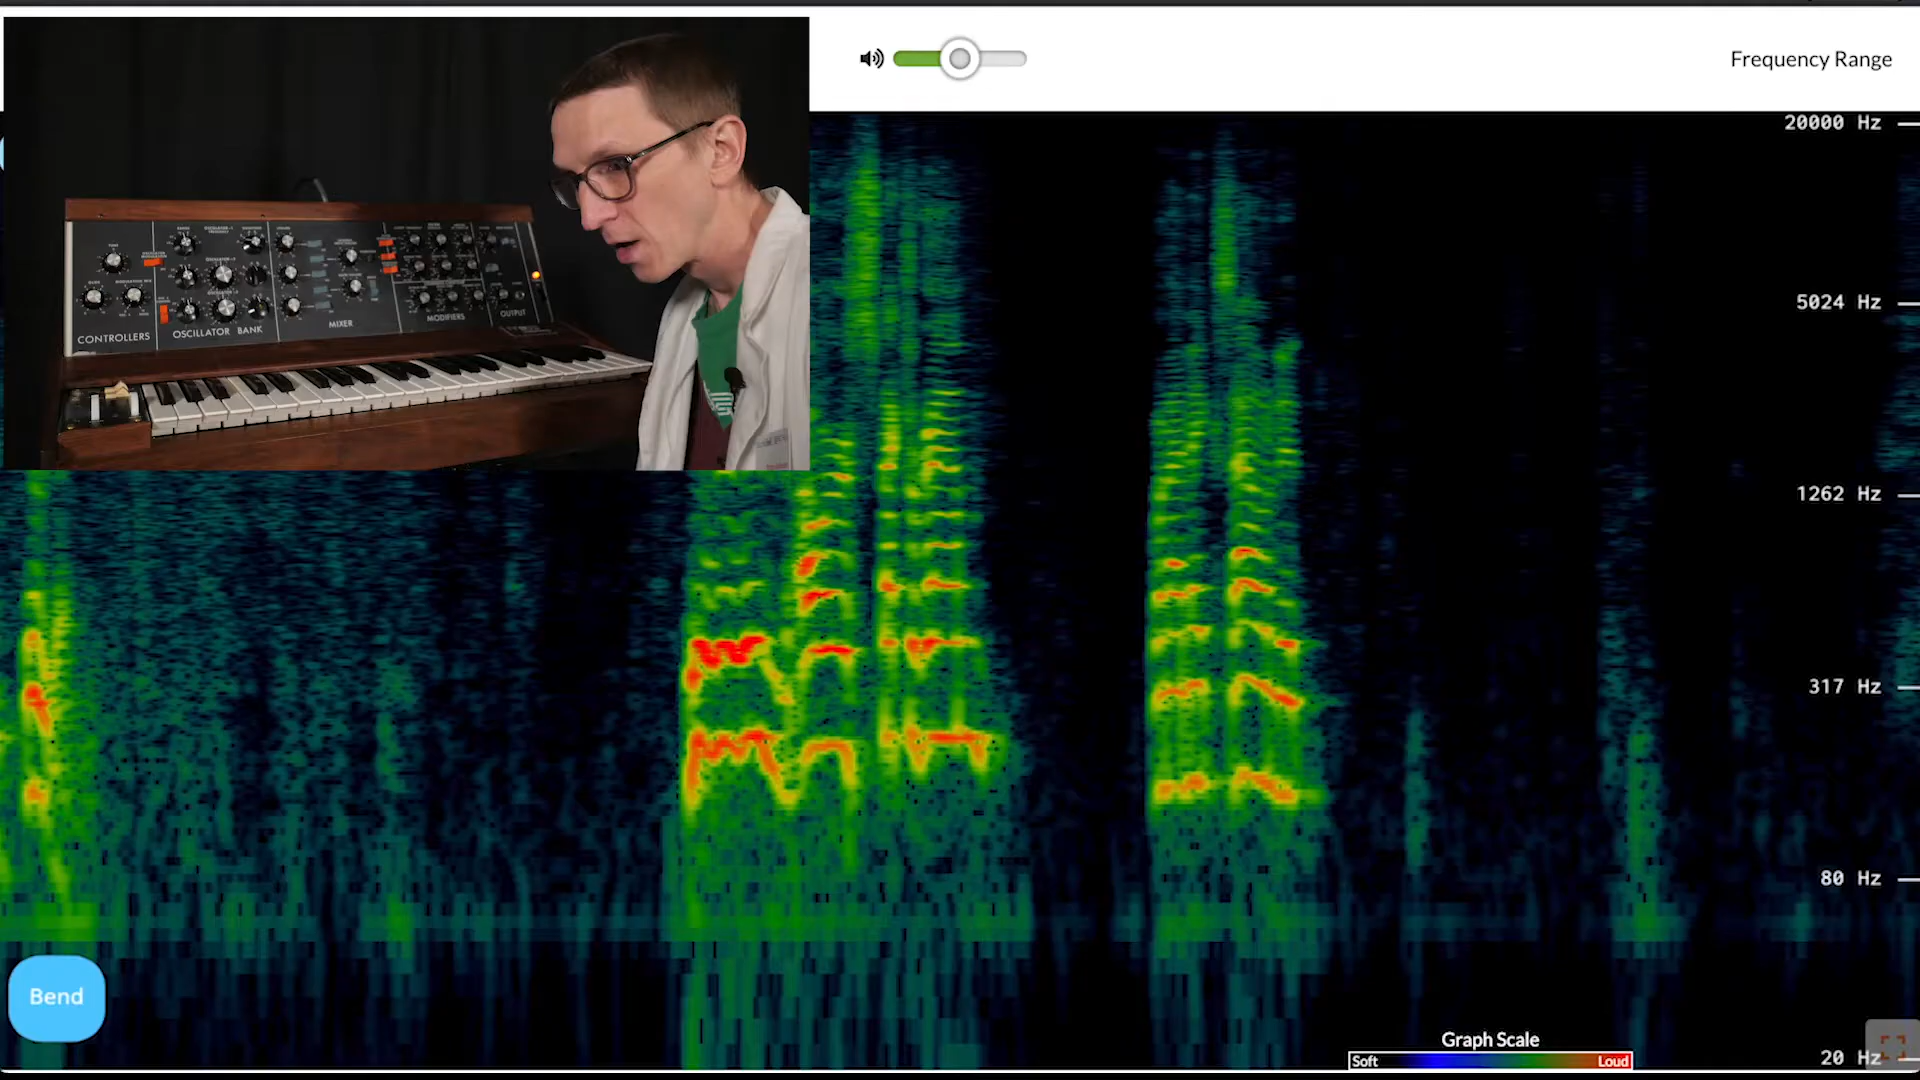 Frequency Range
20000 Hz
5024 Hz
1262 Hz
317 Hz
80 Hz
20 Hz
CONTROLLERS
OSCILLATOR BANK
MIXER
MODIFIERS
OUTPUT
Bend
Graph Scale
Soft
Loud